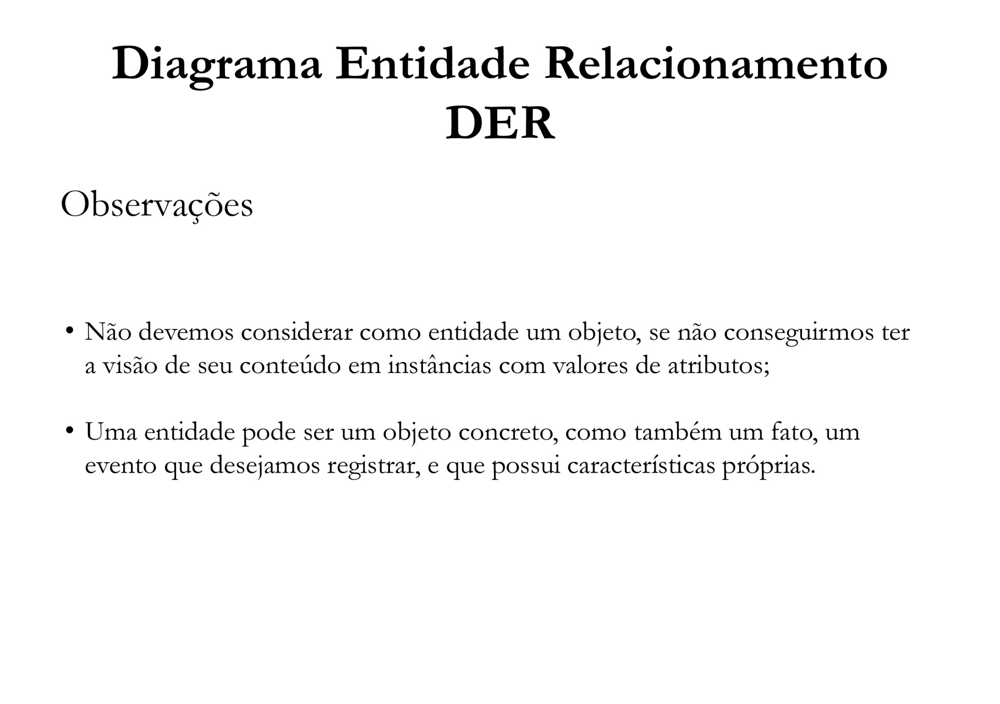 Diagrama Entidade Relacionamento
DER
Observações
• Não devemos considerar como entidade um objeto, se não conseguirmos ter
a visão de seu conteúdo em instâncias com valores de atributos;
• Uma entidade pode ser um objeto concreto, como também um fato, um
evento que desejamos registrar, e que possui características próprias.